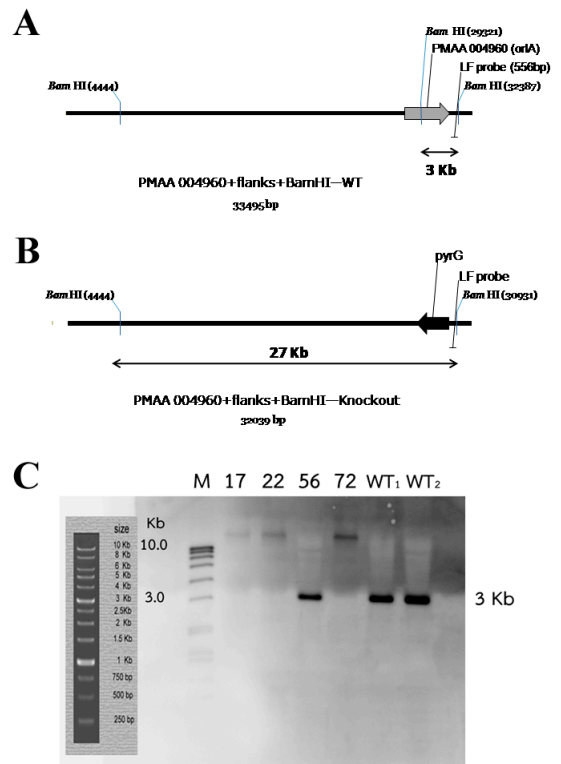 A
Bam HI (29321)
PMAA 004960 (orlA)
LF probe (556bp)
Bam HI (4444)
Bam HI (32387)
3 Kb
PMAA 004960+flanks+BamHI—WT
33495bp
B
pyrG
LF probe
Bam HI (4444)
Bam HI (30931)
27 Kb
PMAA 004960+flanks+BamHI—Knockout
32039 bp
C
M 17 22 56 72 WT1 WT2
Kb
10.0
3.0
3 Kb
size
10 Kb
8 Kb
6 Kb
5 Kb
4 Kb
3 Kb
2.5Kb
2 Kb
1.5 Kb
1 Kb
750 bp
500 bp
250 bp